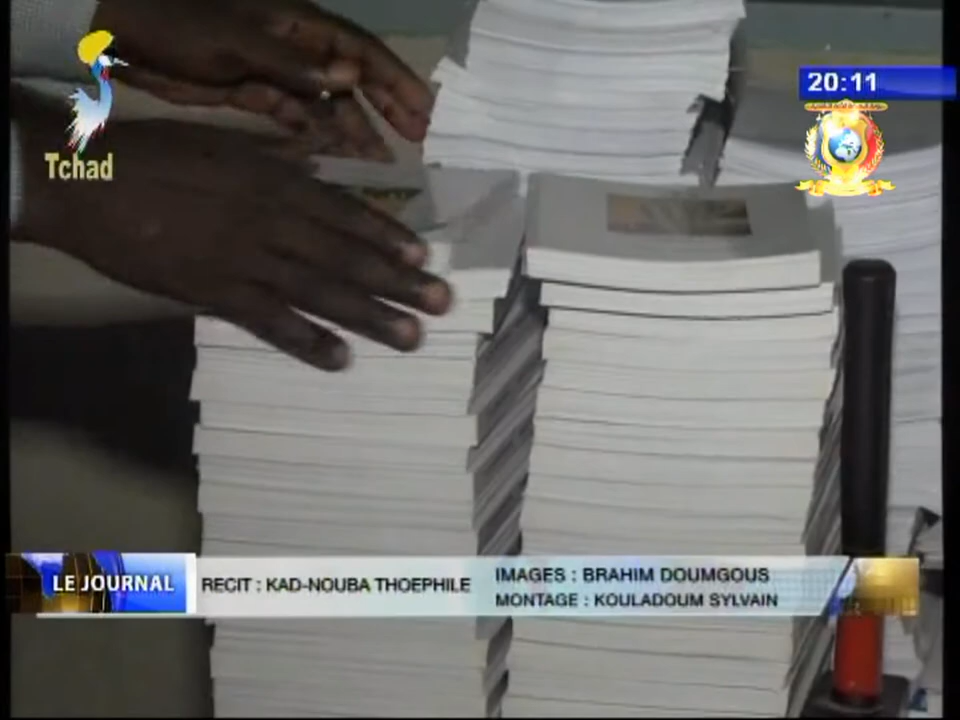 20:11
Tchad
LE JOURNAL
RECIT : KAD-NOUBA THOEPHILE
IMAGES : BRAHIM DOUMGOUS
MONTAGE : KOULADOUM SYLVAIN